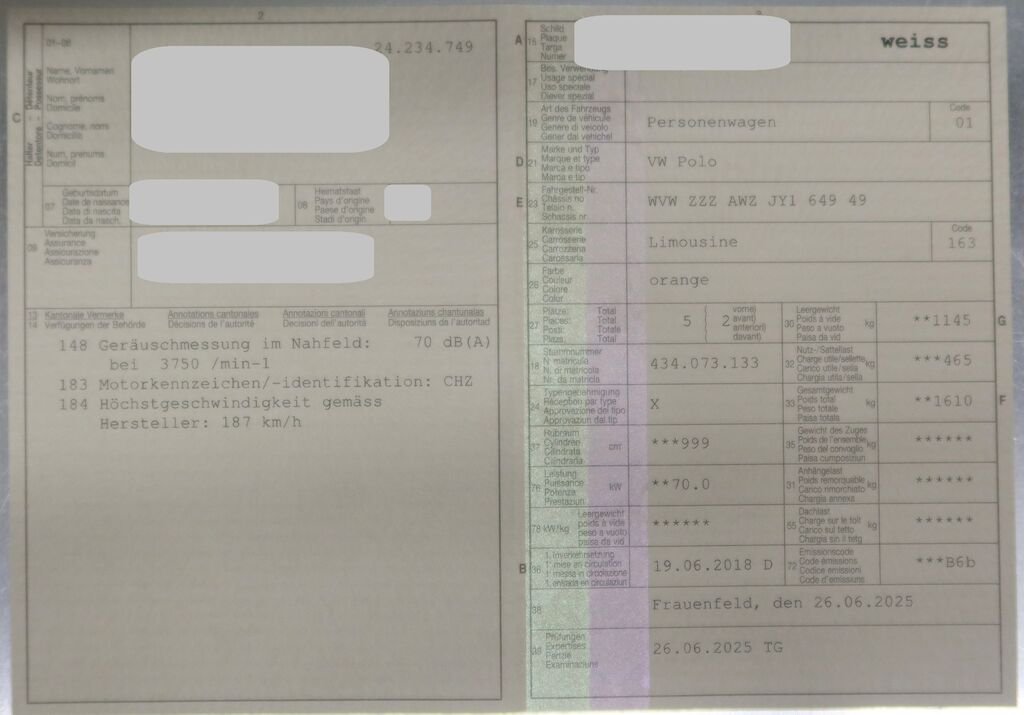 2
01-06
24.234.749
C
Halter - Détenteur
Detentore - Possessur
Name, Vornamen
Wohnort
Nom, prénoms
Domicile
Cognome, nomi
Domicilio
Num, prenums
Domicil
07
Geburtsdatum
Date de naissance
Data di nascita
Data da nasch.
08
Heimatstaat
Pays d'origine
Paese d'origine
Stadi d'origin
09
Versicherung
Assurance
Assicurazione
Assicuranza
13 Kantonale Vermerke Annotations cantonales Annotazioni cantonali Annotaziuns chantunalas
14 Verfügungen der Behörde Décisions de l'autorité Decisioni dell'autorità Disposiziuns da l'autoritad
148 Geräuschmessung im Nahfeld: 70 dB(A)
bei 3750 /min-1
183 Motorkennzeichen/-identifikation: CHZ
184 Höchstgeschwindigkeit gemäss
Hersteller: 187 km/h
A 15
Schild
Plaque
Targa
Numer
weiss
17
Bes. Verwendung
Usage spécial
Uso speciale
Diever spezial
19
Art des Fahrzeugs
Genre de véhicule
Genere di veicolo
Gener dal vehichel
Personenwagen
Code
01
D 21
Marke und Typ
Marque et type
Marca e tipo
Marca e tip
VW Polo
E 23
Fahrgestell-Nr.
Châssis no
Telaio n.
Schassis nr.
WVW ZZZ AWZ JY1 649 49
25
Karosserie
Carrosserie
Carrozzeria
Carossaria
Limousine
Code
163
26
Farbe
Couleur
Colore
Color
orange
27
Plätze: Total
Places: Total
Posti: Totale
Plazs: Total
5 ( 2
vorne)
avant)
anteriori)
davant)
30
Leergewicht
Poids à vide
Peso a vuoto
Paisa da vid
kg
**1145
G
18
Stammnummer
N. matricule
N. di matricola
Nr. da matricla
434.073.133
32
Nutz-/Sattellast
Charge utile/sellette
Carico utile/sella
Chargia utila/sella
kg
***465
24
Typengenehmigung
Réception par type
Approvazione del tipo
Approvaziun dal tip
X
33
Gesamtgewicht
Poids total
Peso totale
Paisa totala
kg
**1610
F
37
Hubraum
Cylindrée
Cilindrata
Cilindrada
cm³
***999
35
Gewicht des Zuges
Poids de l'ensemble
Peso del convoglio
Paisa cumposiziun
kg
******
76
Leistung
Puissance
Potenza
Prestaziun
kW
**70.0
31
Anhängelast
Poids remorquable
Carico rimorchiato
Chargia annexa
kg
******
78 kW/kg
Leergewicht
poids à vide
peso a vuoto
paisa da vid
******
55
Dachlast
Charge sur le toit
Carico sul tetto
Chargia sin il tetg
kg
******
B 36
1. Inverkehrsetzung
1. mise en circulation
1. messa in circolazione
1. entrada en circulaziun
19.06.2018 D
72
Emissionscode
Code émissions
Codice emissioni
Code d'emissiuns
***B6b
38
Frauenfeld, den 26.06.2025
39
Prüfungen
Expertises
Perizie
Examinaziuns
26.06.2025 TG